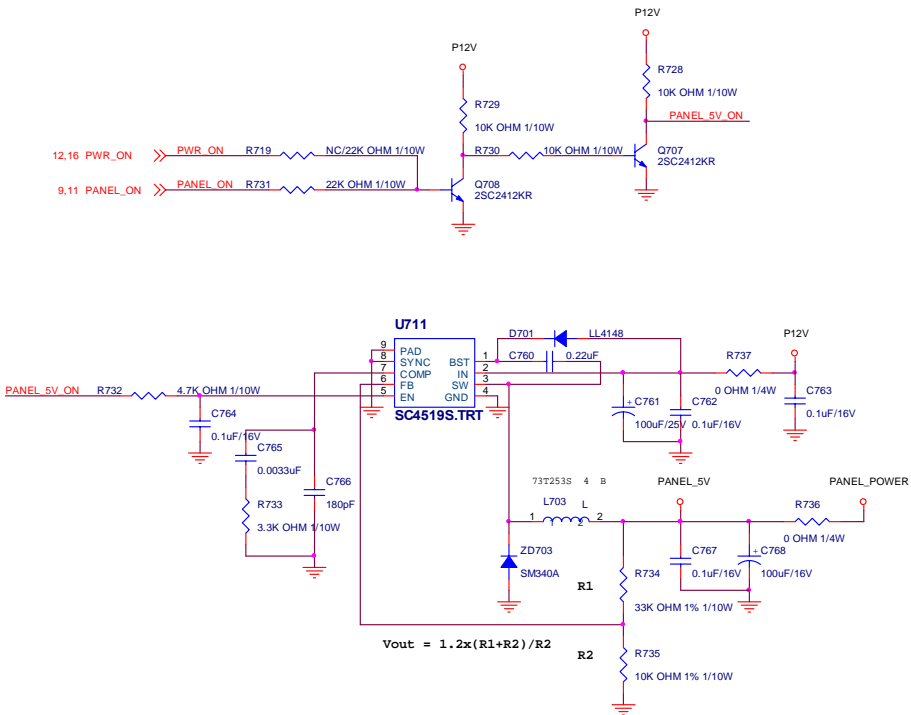 P12V
R728
10K OHM 1/10W
P12V
R729
10K OHM 1/10W
PANEL_5V_ON
12,16 PWR_ON
PWR_ON
R719
NC/22K OHM 1/10W
R730
10K OHM 1/10W
Q707
2SC2412KR
9,11 PANEL_ON
PANEL_ON
R731
22K OHM 1/10W
Q708
2SC2412KR
U711
9
8
7
6
5
PAD
SYNC
COMP
FB
EN
BST
IN
SW
GND
1
2
3
4
SC4519S.TRT
D701
LL4148
C760
0.22uF
P12V
R737
0 OHM 1/4W
C763
0.1uF/16V
C761
100uF/25V
C762
0.1uF/16V
PANEL_5V_ON
R732
4.7K OHM 1/10W
C764
0.1uF/16V
C765
0.0033uF
C766
180pF
R733
3.3K OHM 1/10W
73T253S 4 B
L703
L
1
2
1
2
PANEL_5V
PANEL_POWER
R736
0 OHM 1/4W
ZD703
SM340A
C767
0.1uF/16V
+
C768
100uF/16V
+
R1
R734
33K OHM 1% 1/10W
Vout = 1.2x(R1+R2)/R2
R2
R735
10K OHM 1% 1/10W